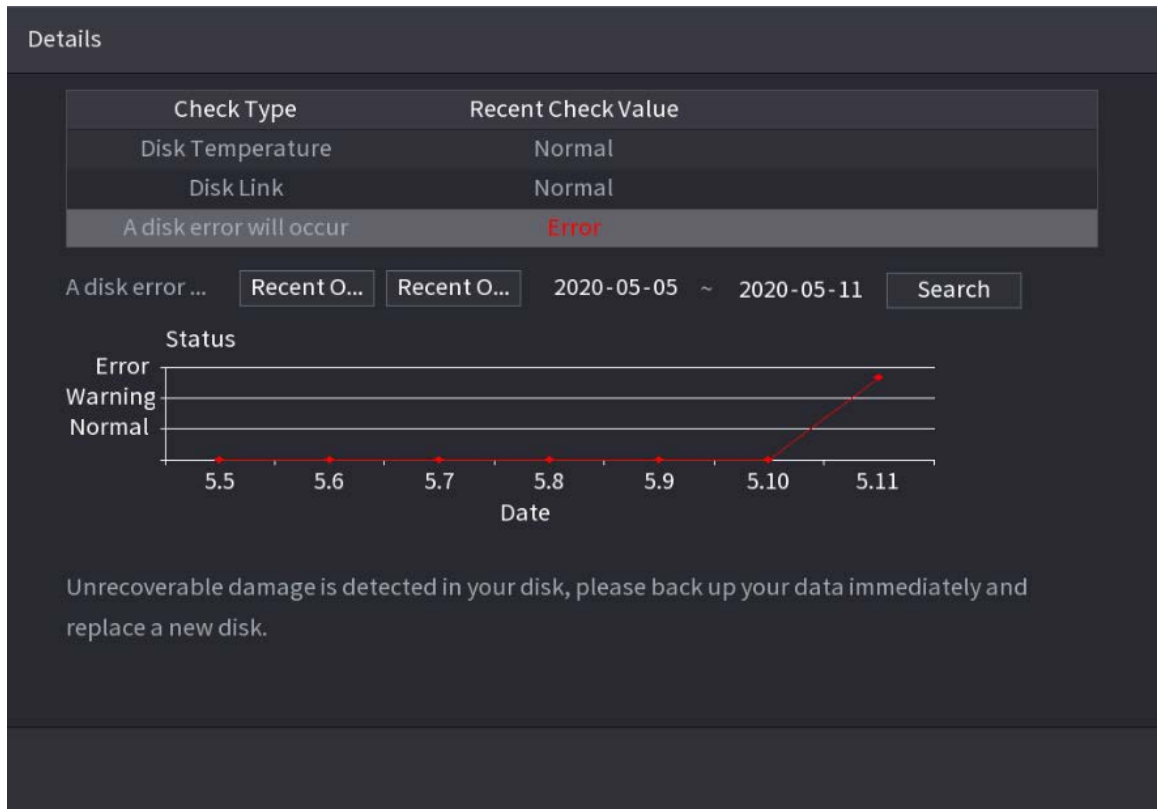 Details
Check Type Recent Check Value
Disk Temperature Normal
Disk Link Normal
A disk error will occur Error
A disk error ... Recent O... Recent O... 2020-05-05 ~ 2020-05-11 Search
Status
Error
Warning
Normal
5.5 5.6 5.7 5.8 5.9 5.10 5.11
Date
Unrecoverable damage is detected in your disk, please back up your data immediately and
replace a new disk.